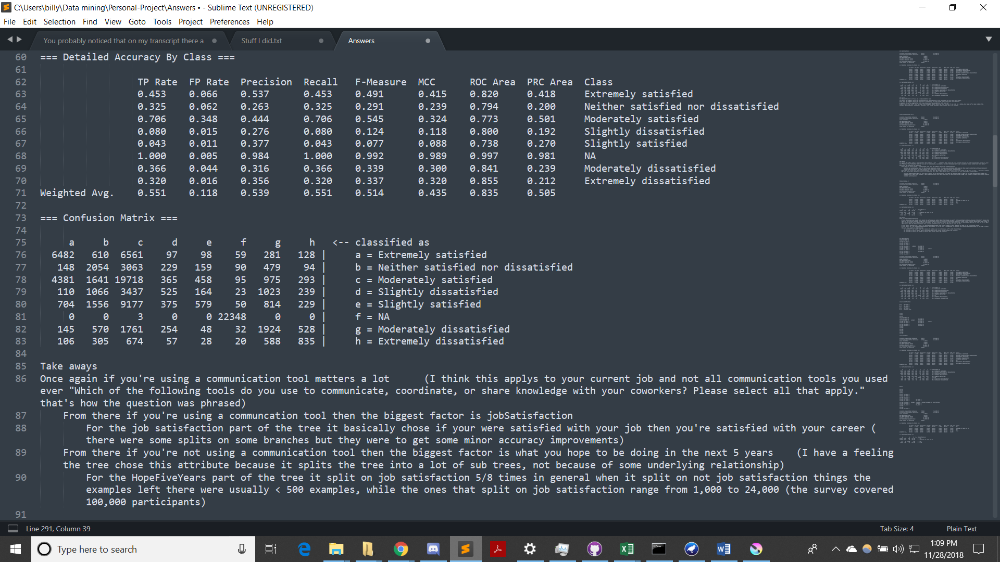 C:\Users\billy\Data mining\Personal-Project\Answers • - Sublime Text (UNREGISTERED)
File Edit Selection Find View Goto Tools Project Preferences Help
You probably noticed that on my transcript there a
Stuff I did.txt
Answers
60 === Detailed Accuracy By Class ===
61
62 TP Rate FP Rate Precision Recall F-Measure MCC ROC Area PRC Area Class
63 0.453 0.066 0.537 0.453 0.491 0.415 0.820 0.418 Extremely satisfied
64 0.325 0.062 0.263 0.325 0.291 0.239 0.794 0.200 Neither satisfied nor dissatisfied
65 0.706 0.348 0.444 0.706 0.545 0.324 0.773 0.501 Moderately satisfied
66 0.080 0.015 0.276 0.080 0.124 0.118 0.800 0.192 Slightly dissatisfied
67 0.043 0.011 0.377 0.043 0.077 0.088 0.738 0.270 Slightly satisfied
68 1.000 0.005 0.984 1.000 0.992 0.989 0.997 0.981 NA
69 0.366 0.044 0.316 0.366 0.339 0.300 0.841 0.239 Moderately dissatisfied
70 0.320 0.016 0.356 0.320 0.337 0.320 0.855 0.212 Extremely dissatisfied
71 Weighted Avg. 0.551 0.118 0.539 0.551 0.514 0.435 0.835 0.505
72
73 === Confusion Matrix ===
74
75 a b c d e f g h <-- classified as
76 6482 610 6561 97 98 59 281 128 | a = Extremely satisfied
77 148 2054 3063 229 159 90 479 94 | b = Neither satisfied nor dissatisfied
78 4381 1641 19718 365 458 95 975 293 | c = Moderately satisfied
79 110 1066 3437 525 164 23 1023 239 | d = Slightly dissatisfied
80 704 1556 9177 375 579 50 814 229 | e = Slightly satisfied
81 0 0 3 0 0 22348 0 0 | f = NA
82 145 570 1761 254 48 32 1924 528 | g = Moderately dissatisfied
83 106 305 674 57 28 20 588 835 | h = Extremely dissatisfied
84
85 Take aways
86 Once again if you're using a communication tool matters a lot (I think this applys to your current job and not all communication tools you used
ever "Which of the following tools do you use to communicate, coordinate, or share knowledge with your coworkers? Please select all that apply."
that's how the question was phrased)
87 From there if you're using a communcation tool then the biggest factor is jobSatisfaction
88 For the job satisfaction part of the tree it basically chose if your were satisfied with your job then you're satisfied with your career (
there were some splits on some branches but they were to get some minor accuracy improvements)
89 From there if you're not using a communication tool then the biggest factor is what you hope to be doing in the next 5 years (I have a feeling
the tree chose this attribute because it splits the tree into a lot of sub trees, not because of some underlying relationship)
90 For the HopeFiveYears part of the tree it split on job satisfaction 5/8 times in general when it split on not job satisfaction things the
examples left there were usually < 500 examples, while the ones that split on job satisfaction range from 1,000 to 24,000 (the survey covered
100,000 participants)
91
Line 291, Column 39
Tab Size: 4
Plain Text
Type here to search
1:09 PM
11/28/2018